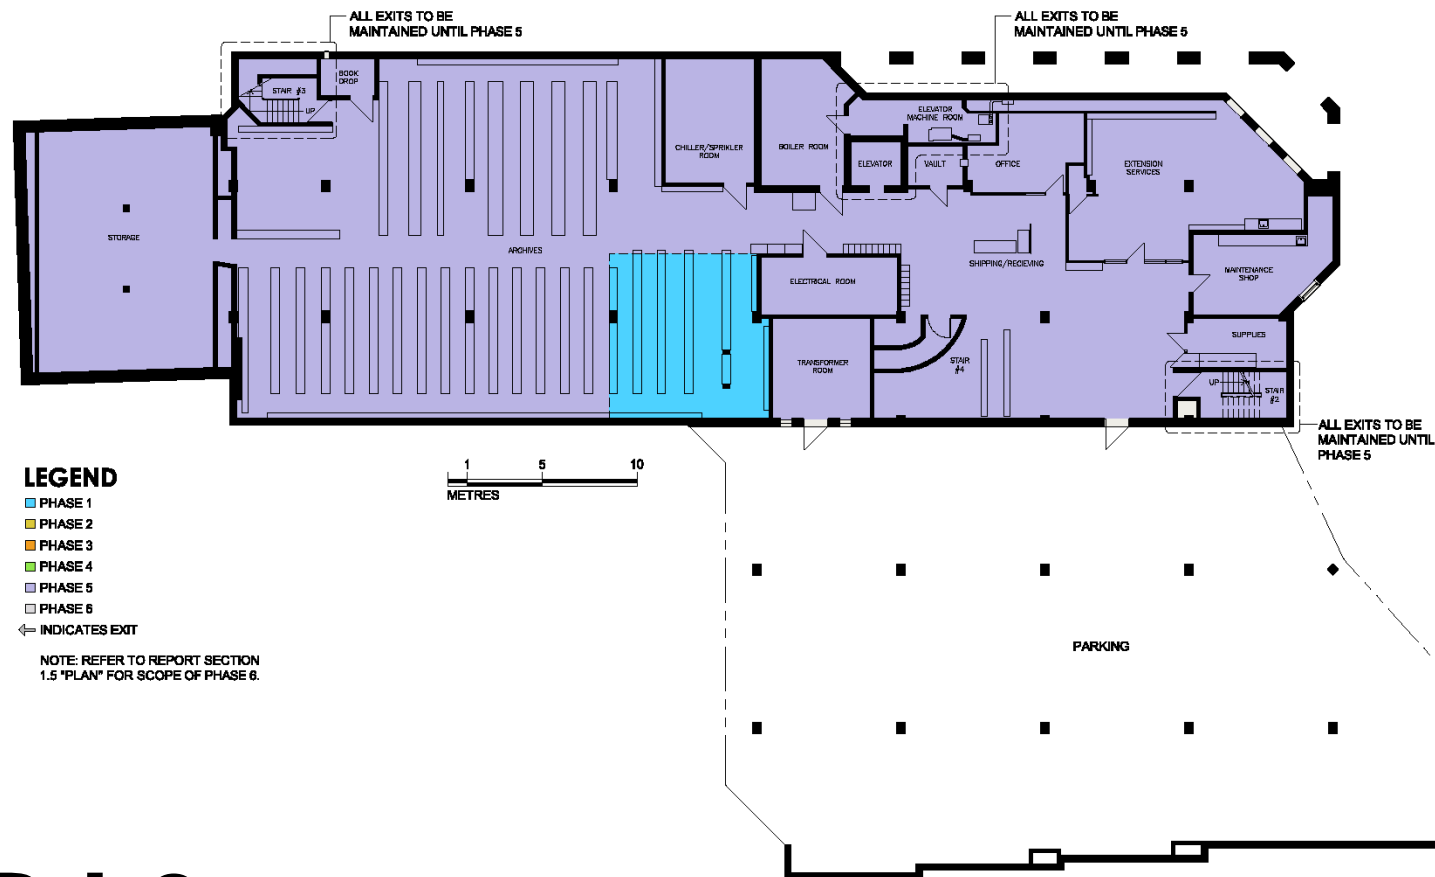 ALL EXITS TO BE
MAINTAINED UNTIL PHASE 5
ALL EXITS TO BE
MAINTAINED UNTIL PHASE 5
BOOK
DROP
STAIR #3
UP
ELEVATOR
MACHINE ROOM
CHILLER/SPRIKLER
ROOM
BOILER ROOM
ELEVATOR
VAULT
OFFICE
EXTENSION
SERVICES
STORAGE
ARCHIVES
SHIPPING/RECIEVING
ELECTRICAL ROOM
MAINTENANCE
SHOP
SUPPLIES
TRANSFORMER
ROOM
STAIR
#4
UP
STAIR
#2
ALL EXITS TO BE
MAINTAINED UNTIL
PHASE 5
LEGEND
PHASE 1
PHASE 2
PHASE 3
PHASE 4
PHASE 5
PHASE 6
INDICATES EXIT
NOTE: REFER TO REPORT SECTION
1.5 "PLAN" FOR SCOPE OF PHASE 6.
1 5 10
METRES
PARKING